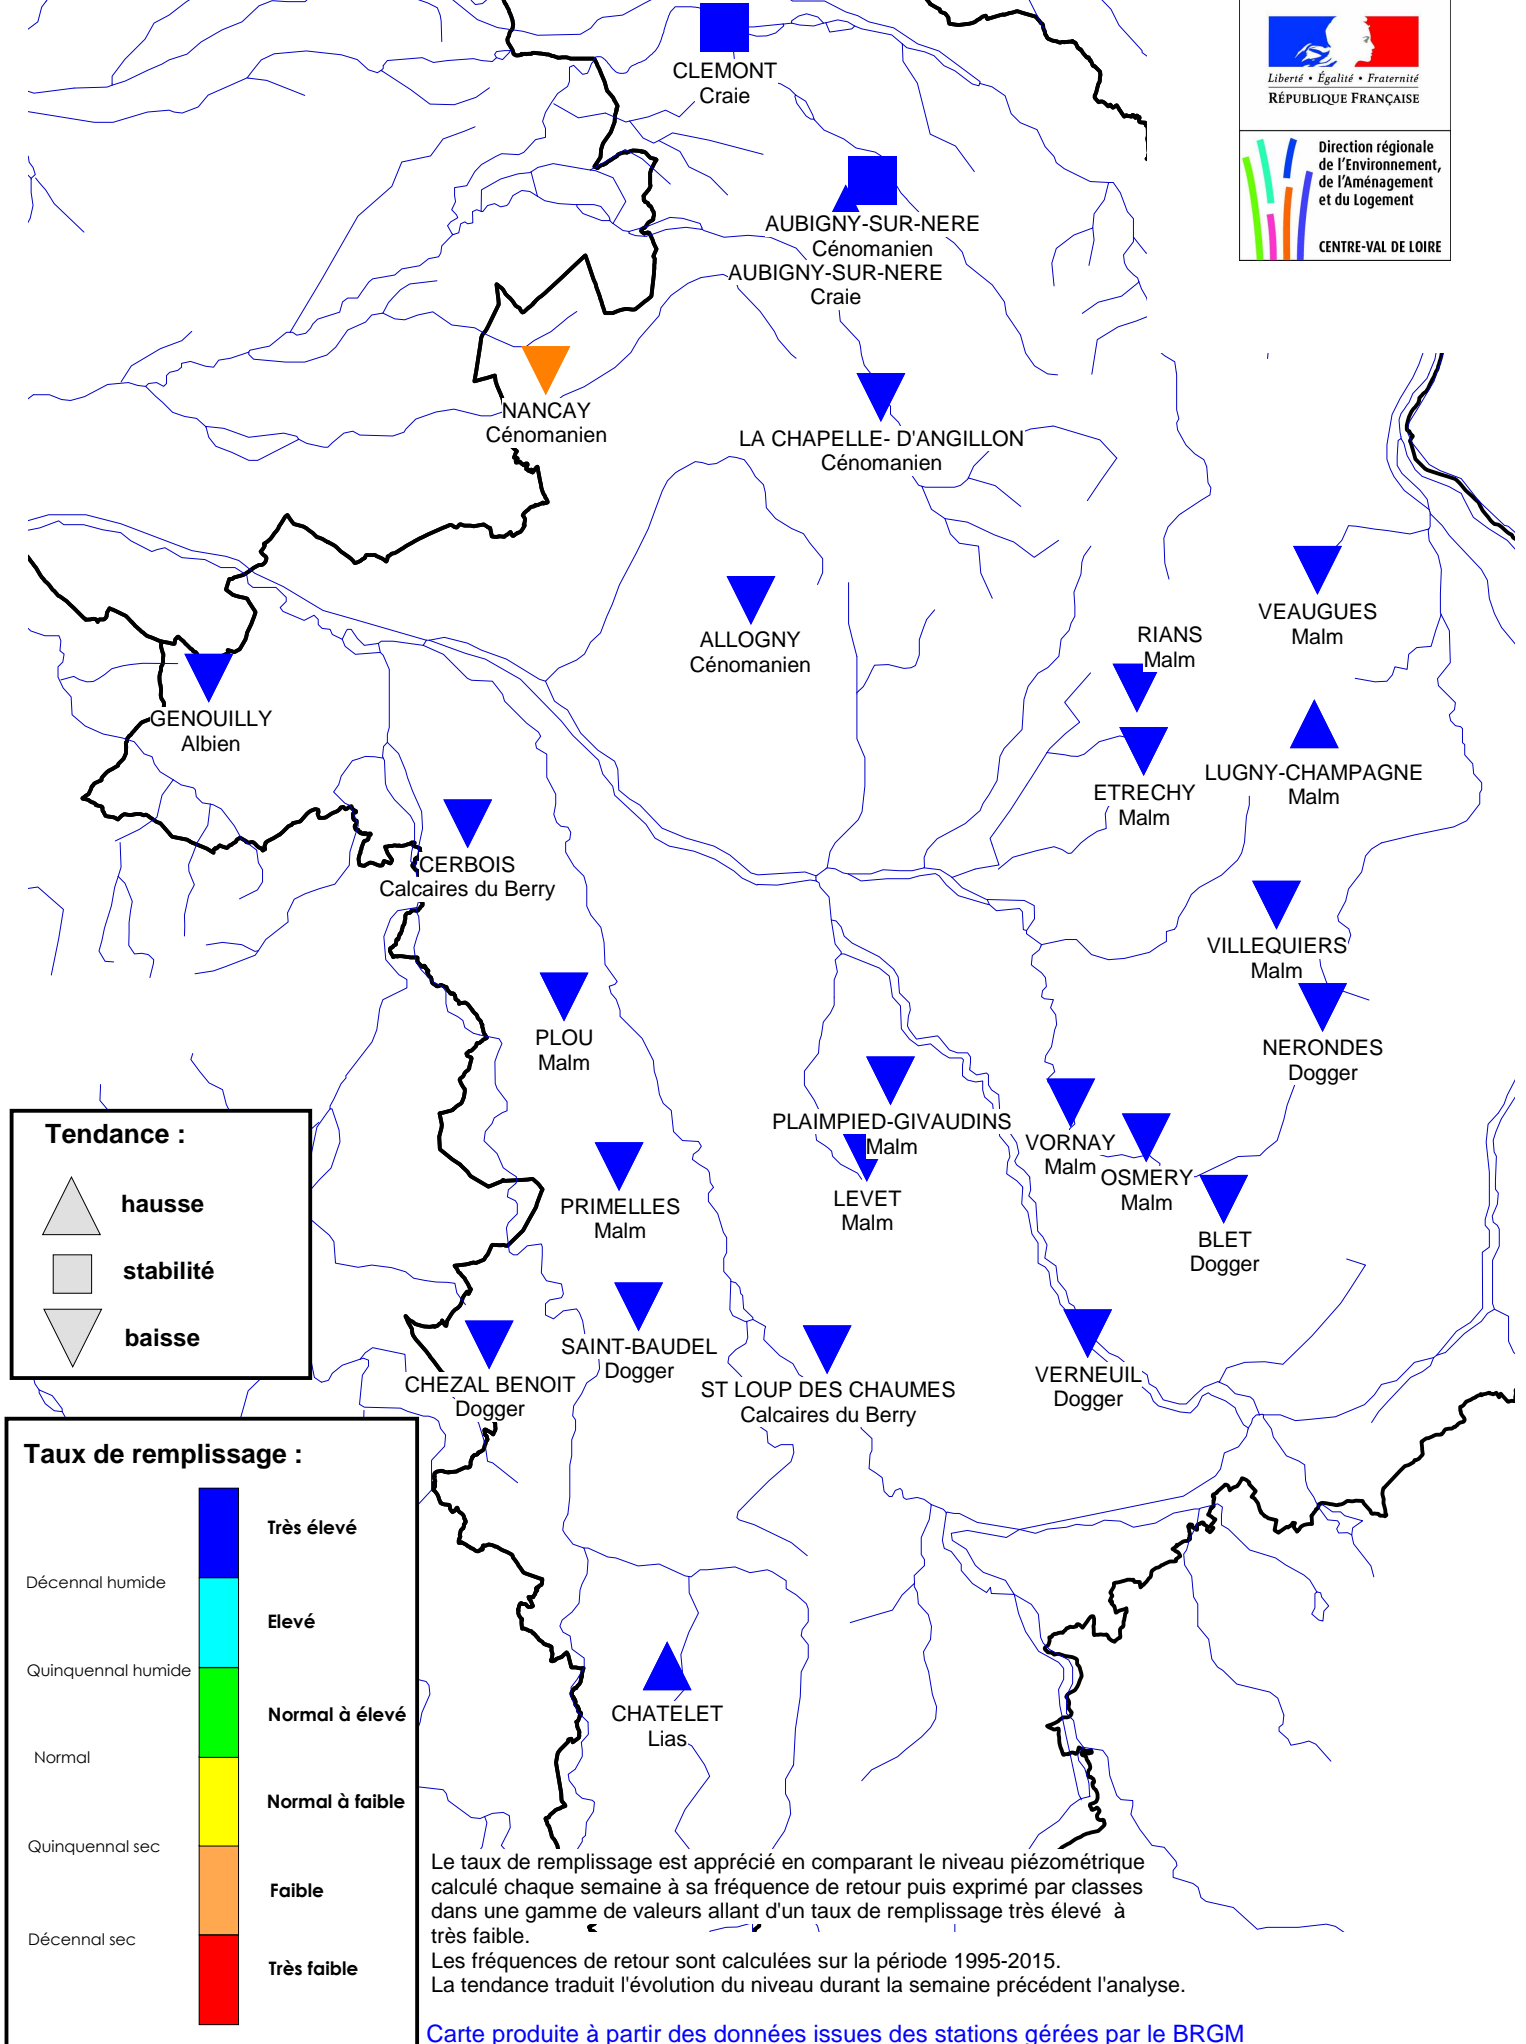 CLEMONT
Craie
Liberté • Égalité • Fraternité
RÉPUBLIQUE FRANÇAISE
Direction régionale
de l'Environnement,
de l'Aménagement
et du Logement
CENTRE-VAL DE LOIRE
AUBIGNY-SUR-NERE
Cénomanien
AUBIGNY-SUR-NERE
Craie
NANCAY
Cénomanien
LA CHAPELLE- D'ANGILLON
Cénomanien
VEAUGUES
Malm
RIANS
Malm
ALLOGNY
Cénomanien
GENOUILLY
Albien
LUGNY-CHAMPAGNE
Malm
ETRECHY
Malm
CERBOIS
Calcaires du Berry
VILLEQUIERS
Malm
PLOU
Malm
NERONDES
Dogger
PLAIMPIED-GIVAUDINS
Malm
VORNAY
Malm
OSMERY
Malm
LEVET
Malm
PRIMELLES
Malm
BLET
Dogger
SAINT-BAUDEL
Dogger
CHEZAL BENOIT
Dogger
ST LOUP DES CHAUMES
Calcaires du Berry
VERNEUIL
Dogger
CHATELET
Lias
Tendance :
hausse
stabilité
baisse
Taux de remplissage :
Très élevé
Décennal humide
Elevé
Quinquennal humide
Normal à élevé
Normal
Normal à faible
Quinquennal sec
Faible
Décennal sec
Très faible
Le taux de remplissage est apprécié en comparant le niveau piézométrique
calculé chaque semaine à sa fréquence de retour puis exprimé par classes
dans une gamme de valeurs allant d'un taux de remplissage très élevé à
très faible.
Les fréquences de retour sont calculées sur la période 1995-2015.
La tendance traduit l'évolution du niveau durant la semaine précédent l'analyse.
Carte produite à partir des données issues des stations gérées par le BRGM